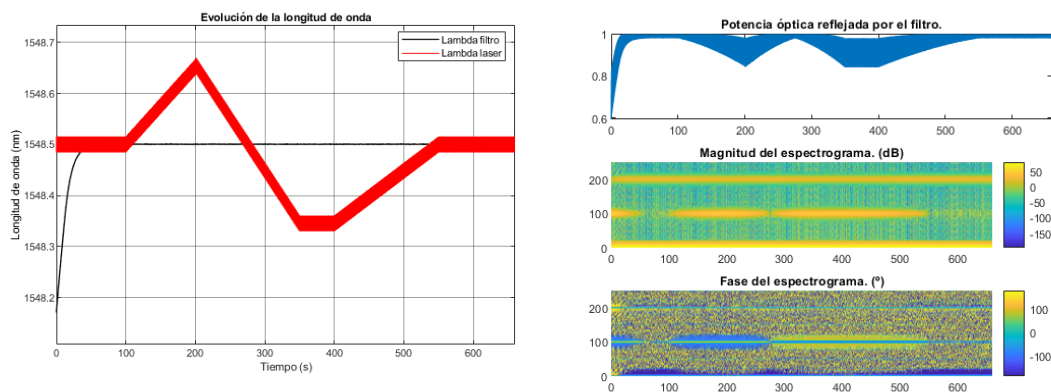 Evolución de la longitud de onda
Lambda filtro
Lambda laser
1548.7
1548.6
1548.5
1548.4
1548.3
1548.2
Longitud de onda (nm)
0 100 200 300 400 500 600
Tiempo (s)
Potencia óptica reflejada por el filtro.
1
0.8
0.6
0 100 200 300 400 500 600
Magnitud del espectrograma. (dB)
200
100
0
50
0
-50
-100
-150
0 100 200 300 400 500 600
Fase del espectrograma. (º)
200
100
0
100
0
-100
0 100 200 300 400 500 600